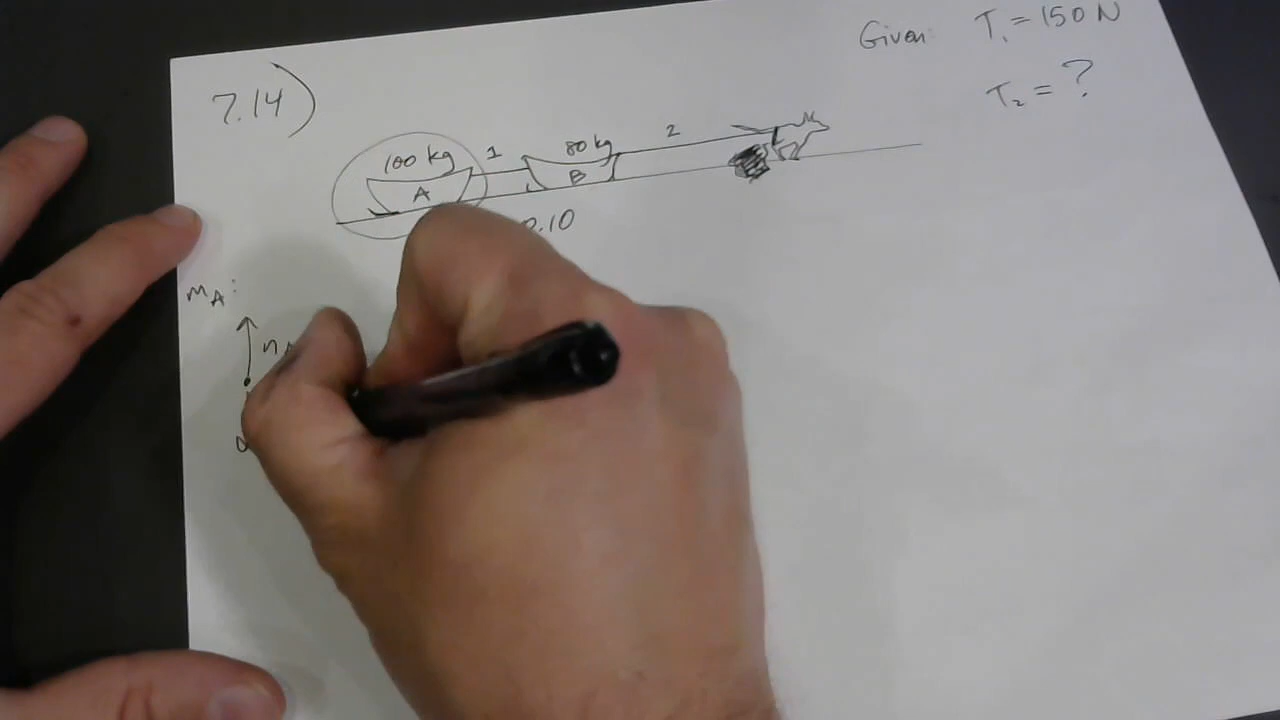 Given: T₁ = 150 N
T₂ = ?
7.14)
100 kg 1 80 kg 2
A B
0.10
mA:
n